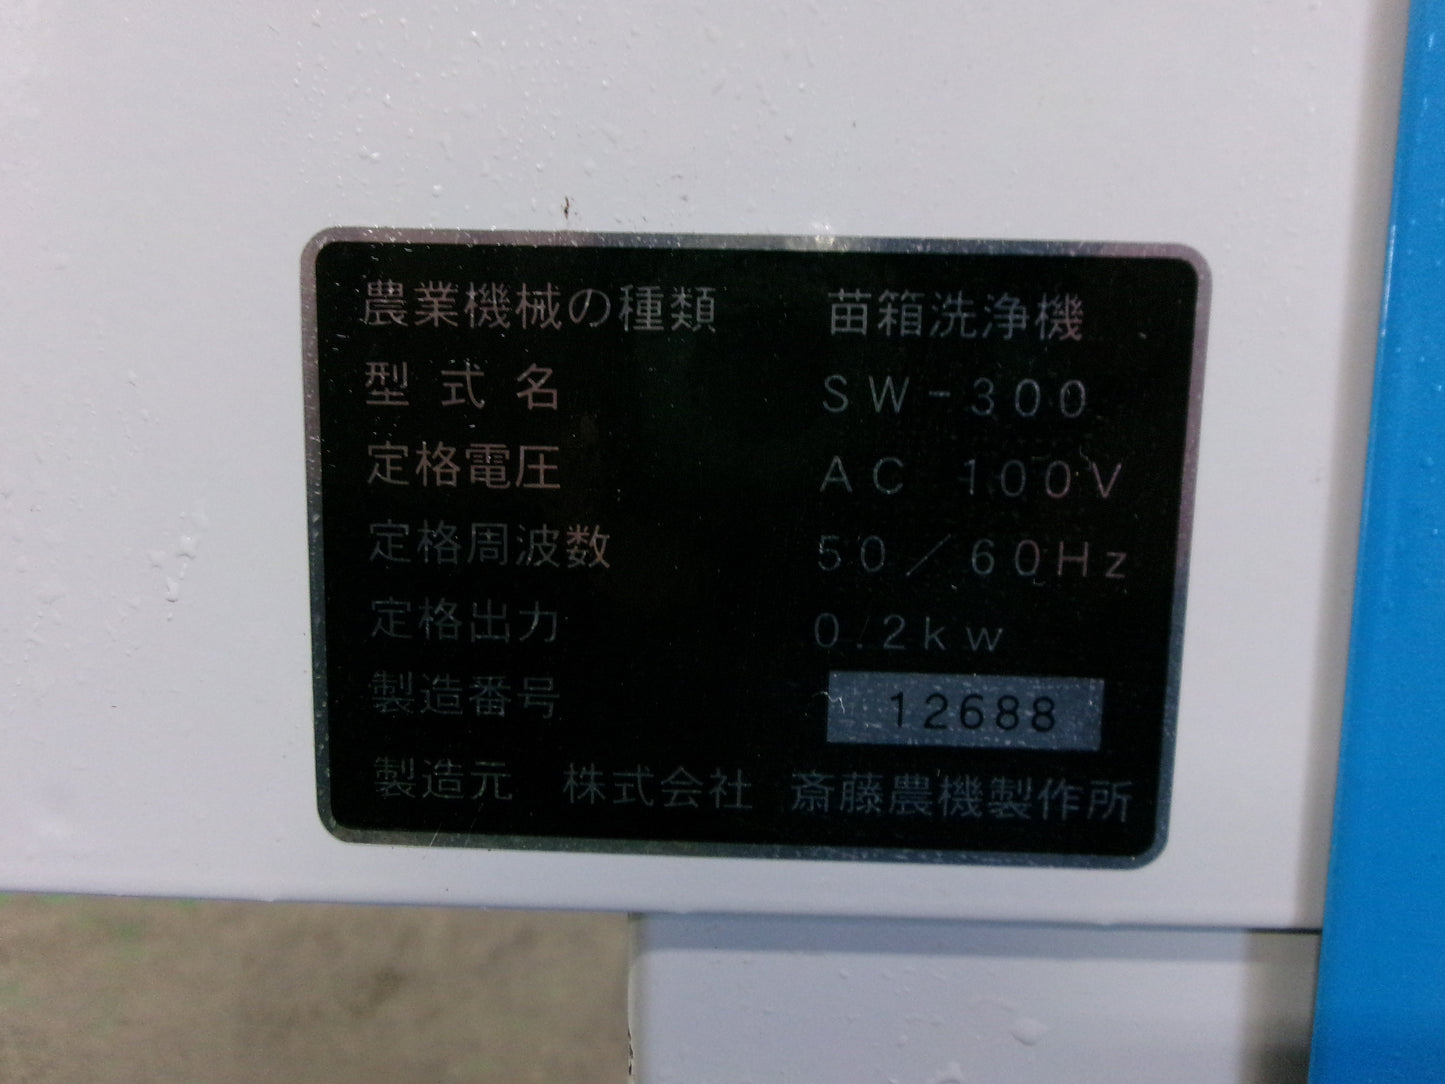 農業機械の種類 苗箱洗浄機
型式名 SW-300
定格電圧 AC 100V
定格周波数 50/60Hz
定格出力 0.2kw
製造番号 12688
製造元 株式会社 斎藤農機製作所